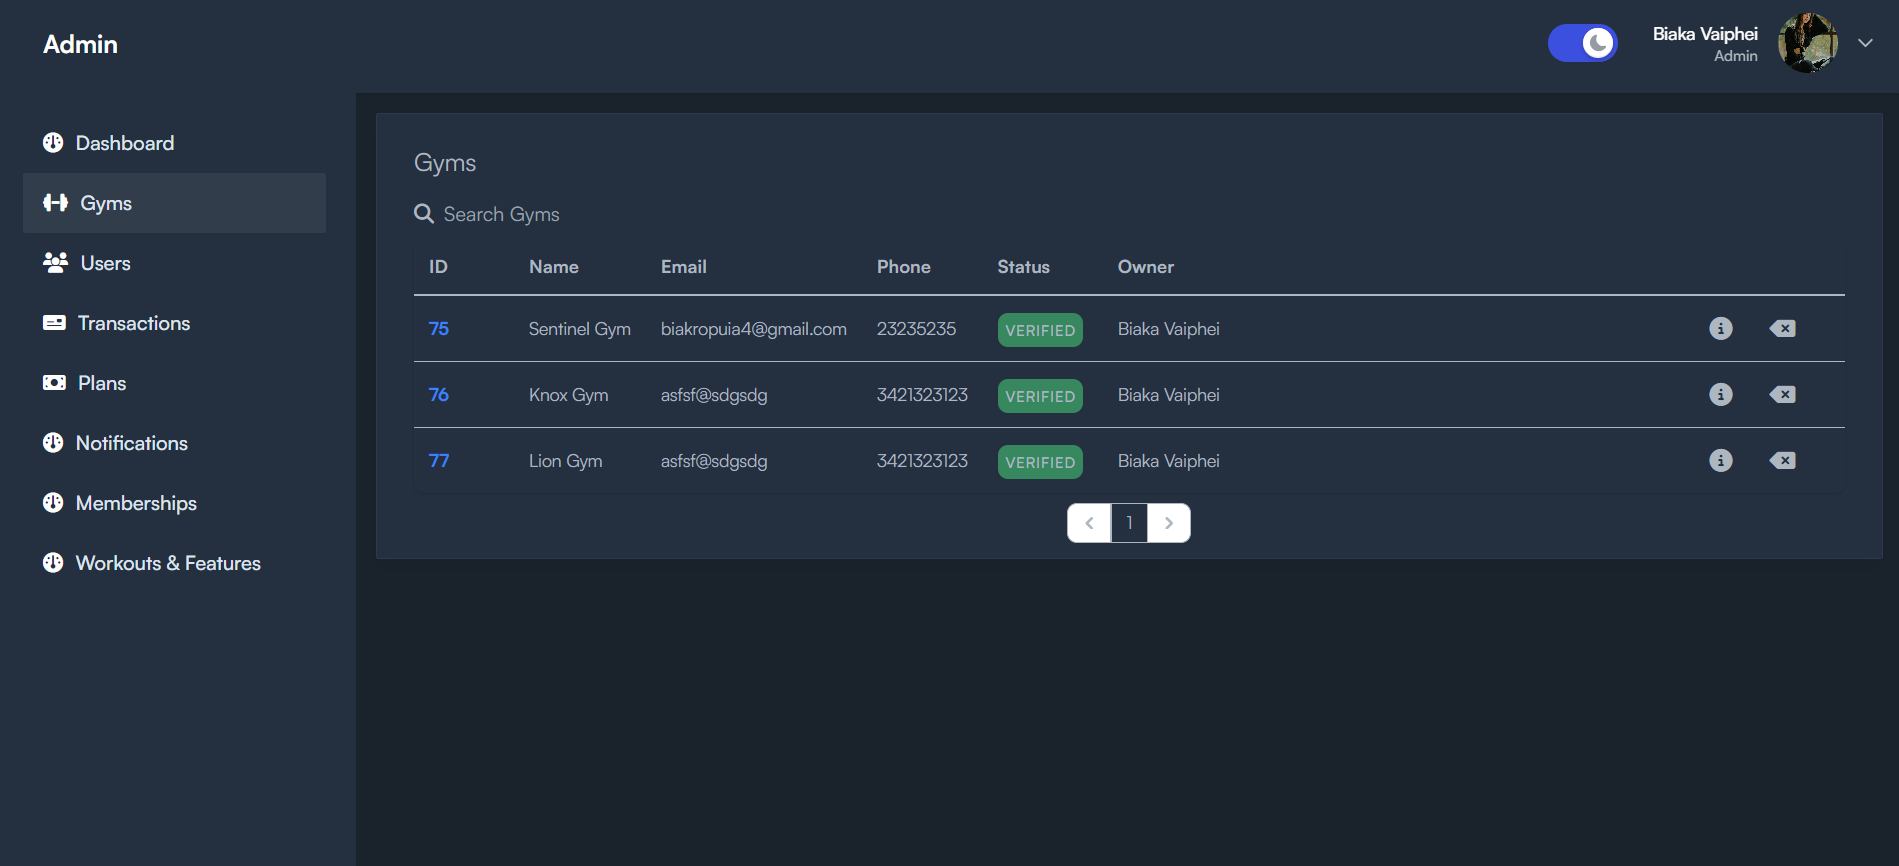 Admin
Biaka Vaiphei
Admin
Dashboard
Gyms
Users
Transactions
Plans
Notifications
Memberships
Workouts & Features
Gyms
Search Gyms
ID Name Email Phone Status Owner
75 Sentinel Gym biakropuia4@gmail.com 23235235 VERIFIED Biaka Vaiphei
76 Knox Gym asfsf@sdgsdg 3421323123 VERIFIED Biaka Vaiphei
77 Lion Gym asfsf@sdgsdg 3421323123 VERIFIED Biaka Vaiphei
1